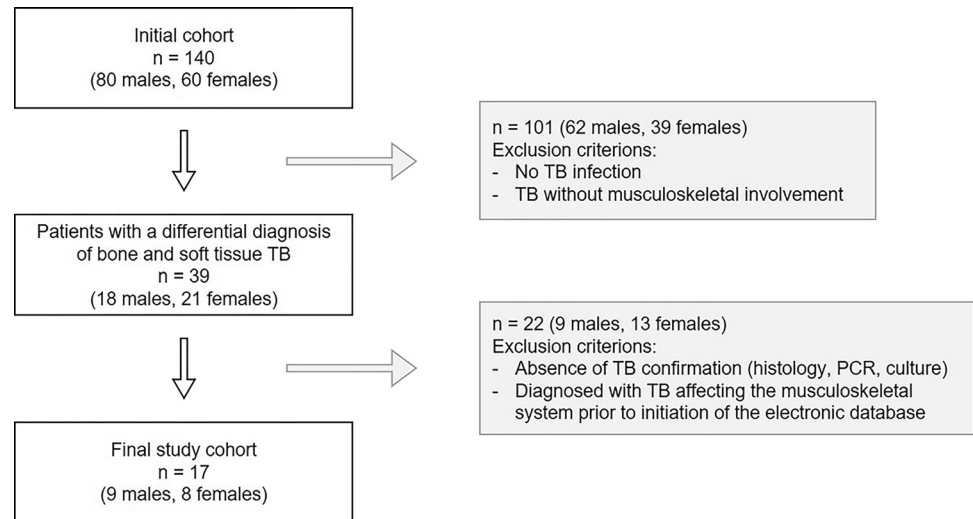 Initial cohort
n = 140
(80 males, 60 females)
n = 101 (62 males, 39 females)
Exclusion criterions:
- No TB infection
- TB without musculoskeletal involvement
Patients with a differential diagnosis
of bone and soft tissue TB
n = 39
(18 males, 21 females)
n = 22 (9 males, 13 females)
Exclusion criterions:
- Absence of TB confirmation (histology, PCR, culture)
- Diagnosed with TB affecting the musculoskeletal
system prior to initiation of the electronic database
Final study cohort
n = 17
(9 males, 8 females)